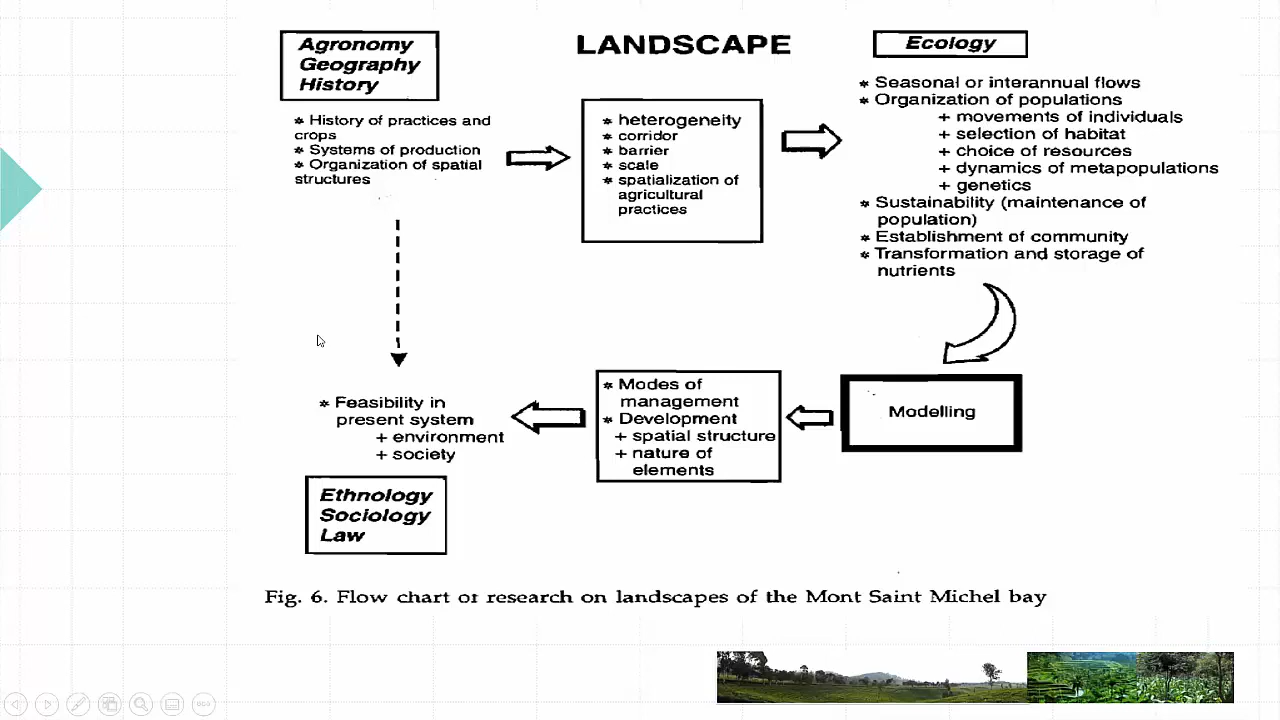 Agronomy
Geography
History
* History of practices and
crops
* Systems of production
* Organization of spatial
structures
LANDSCAPE
* heterogeneity
* corridor
* barrier
* scale
* spatialization of
agricultural
practices
Ecology
* Seasonal or interannual flows
* Organization of populations
+ movements of individuals
+ selection of habitat
+ choice of resources
+ dynamics of metapopulations
+ genetics
* Sustainability (maintenance of
population)
* Establishment of community
* Transformation and storage of
nutrients
Modelling
* Modes of
management
* Development
+ spatial structure
+ nature of
elements
* Feasibility in
present system
+ environment
+ society
Ethnology
Sociology
Law
Fig. 6. Flow chart of research on landscapes of the Mont Saint Michel bay